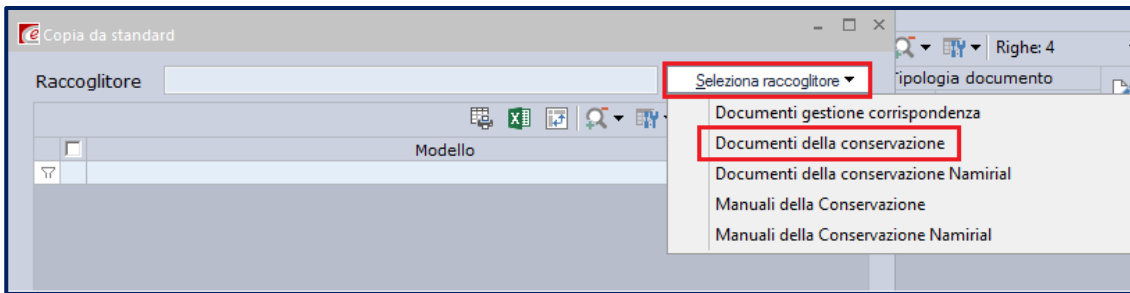 Copia da standard
Righe: 4
Raccoglitore
Seleziona raccoglitore
Tipologia documento
Documenti gestione corrispondenza
Modello
Documenti della conservazione
Documenti della conservazione Namirial
Manuali della Conservazione
Manuali della Conservazione Namirial